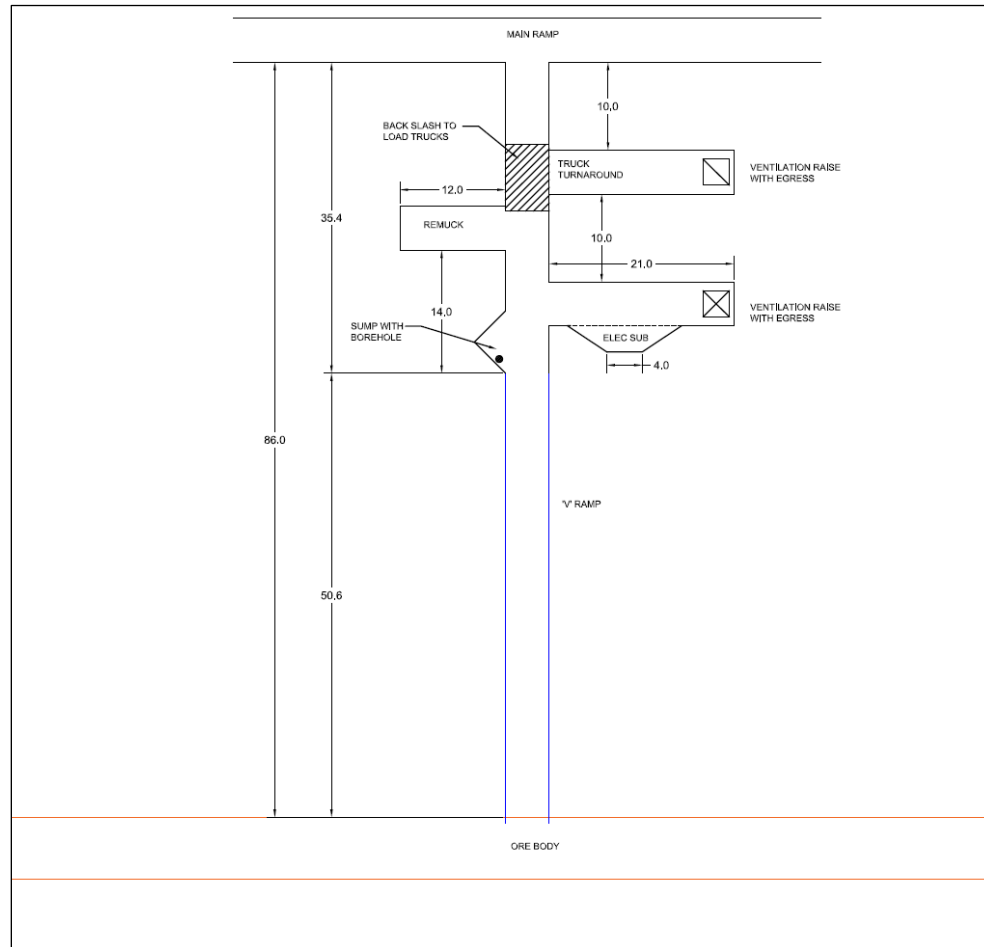 MAIN RAMP
10.0
BACK SLASH TO
LOAD TRUCKS
TRUCK
TURNAROUND
VENTILATION RAISE
WITH EGRESS
12.0
35.4
REMUCK
10.0
21.0
14.0
VENTILATION RAISE
WITH EGRESS
SUMP WITH
BOREHOLE
ELEC SUB
4.0
86.0
'V' RAMP
50.6
ORE BODY